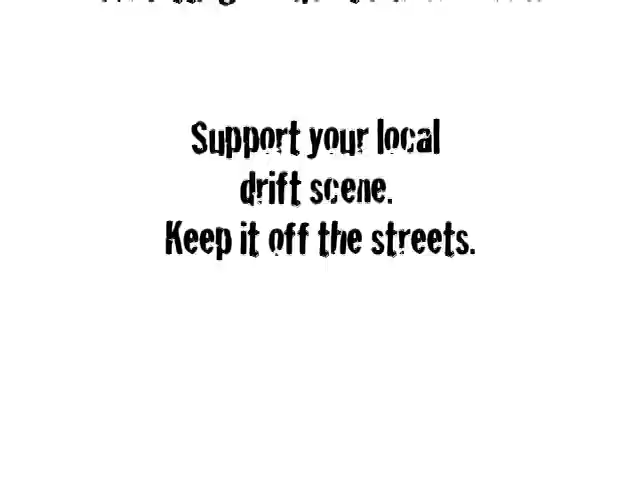 Support your local
drift scene.
Keep it off the streets.